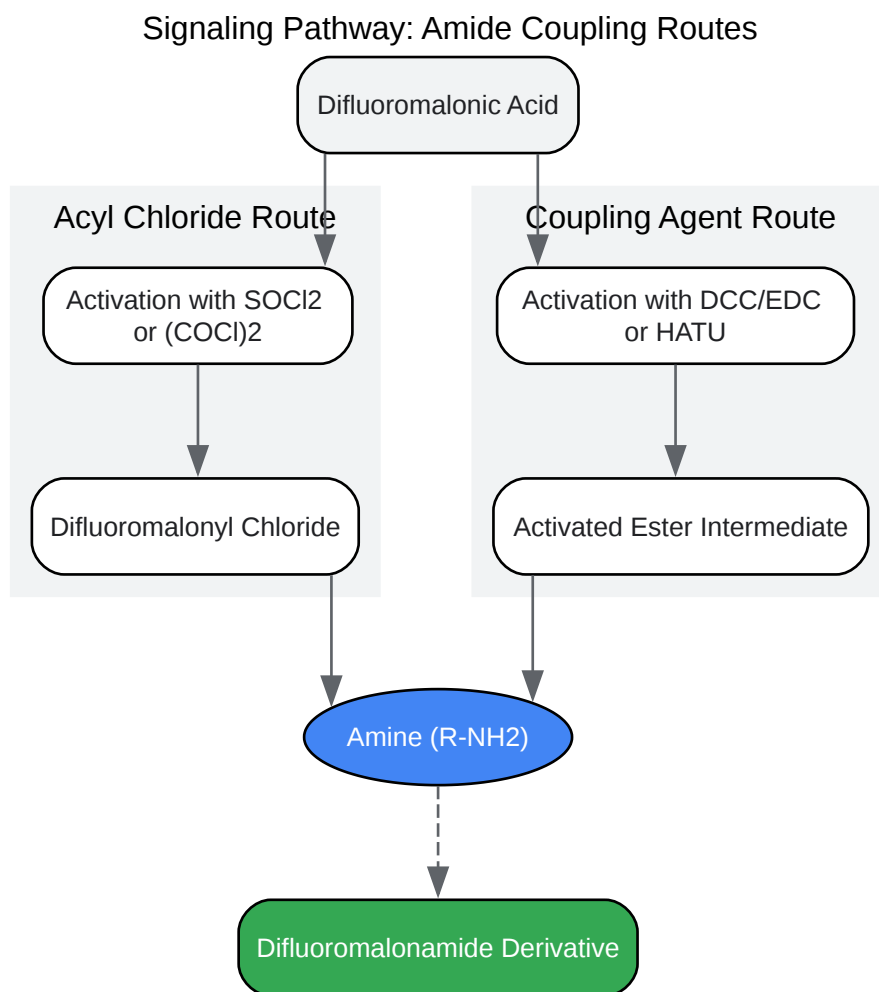 Signaling Pathway: Amide Coupling Routes
Difluoromalonic Acid
Acyl Chloride Route
Activation with SOCl2
or (COCl)2
Difluoromalonyl Chloride
Coupling Agent Route
Activation with DCC/EDC
or HATU
Activated Ester Intermediate
Amine (R-NH2)
Difluoromalonamide Derivative